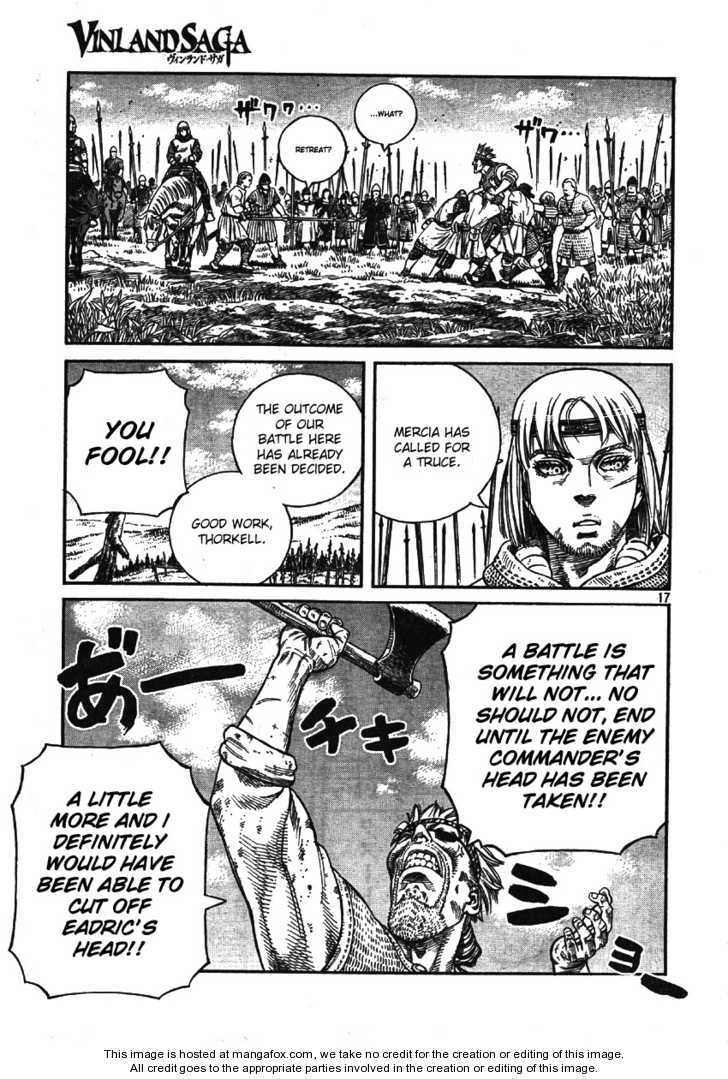 VINLAND SAGA
ヴィンランド・サガ
ザワワ…
ザワ…
...WHAT?
RETREAT?
MERCIA HAS
CALLED FOR
A TRUCE.
THE OUTCOME
OF OUR
BATTLE HERE
HAS ALREADY
BEEN DECIDED.
GOOD WORK,
THORKELL.
YOU
FOOL!!
17
A BATTLE IS
SOMETHING THAT
WILL NOT... NO
SHOULD NOT, END
UNTIL THE ENEMY
COMMANDER'S
HEAD HAS BEEN
TAKEN!!
あーチキショー
A LITTLE
MORE AND I
DEFINITELY
WOULD HAVE
BEEN ABLE TO
CUT OFF
EADRIC'S
HEAD!!
This image is hosted at mangafox.com, we take no credit for the creation or editing of this image.
All credit goes to the appropriate parties involved in the creation or editing of this image.